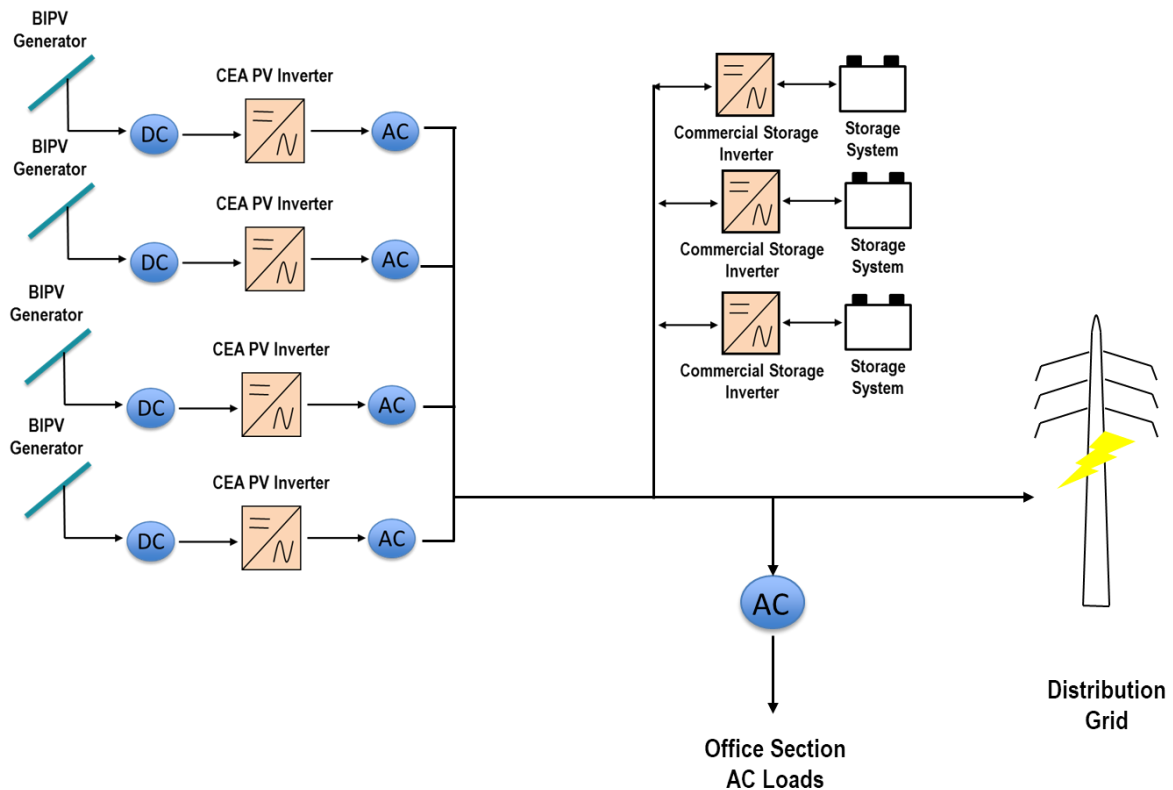 BIPV
Generator
CEA PV Inverter
DC
AC
BIPV
Generator
CEA PV Inverter
DC
AC
BIPV
Generator
CEA PV Inverter
DC
AC
BIPV
Generator
CEA PV Inverter
DC
AC
Commercial Storage
Inverter
Storage
System
Commercial Storage
Inverter
Storage
System
Commercial Storage
Inverter
Storage
System
AC
Office Section
AC Loads
Distribution
Grid